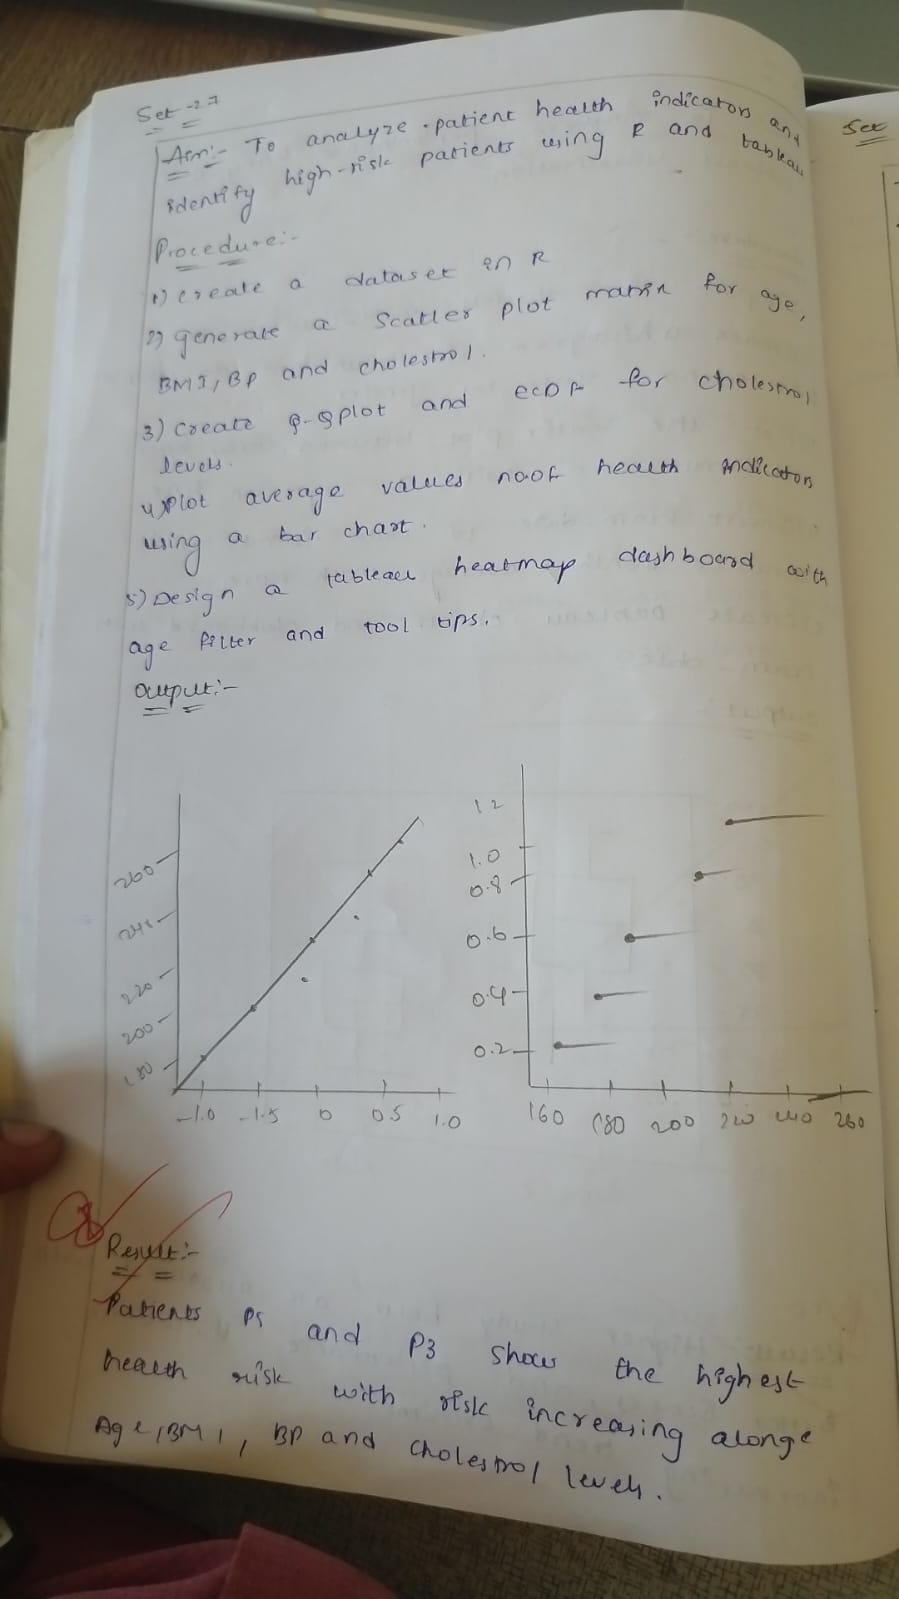 Set - 27
Aim:- To analyze patient health indicators and
identify high-risk patients using R and tableau
Procedure:-
1) create a dataset in R
2) generate a Scatter plot matrix for age,
BMI, BP and cholestrol.
3) Create Q-Qplot and ECDF for cholestrol
levels.
4) Plot average values of health indicators
using a bar chart.
5) Design a tableau heatmap dashboard with
age filter and tool tips.
Output:-
260
240
220
200
180
-1.0 -1.5 0 0.5 1.0
1.2
1.0
0.8
0.6
0.4
0.2
160 180 200 220 240 260
Result:-
Patients P5 and P3 show the highest
health risk with risk increasing alonge
Age, BMI, BP and cholestrol levels.
Set